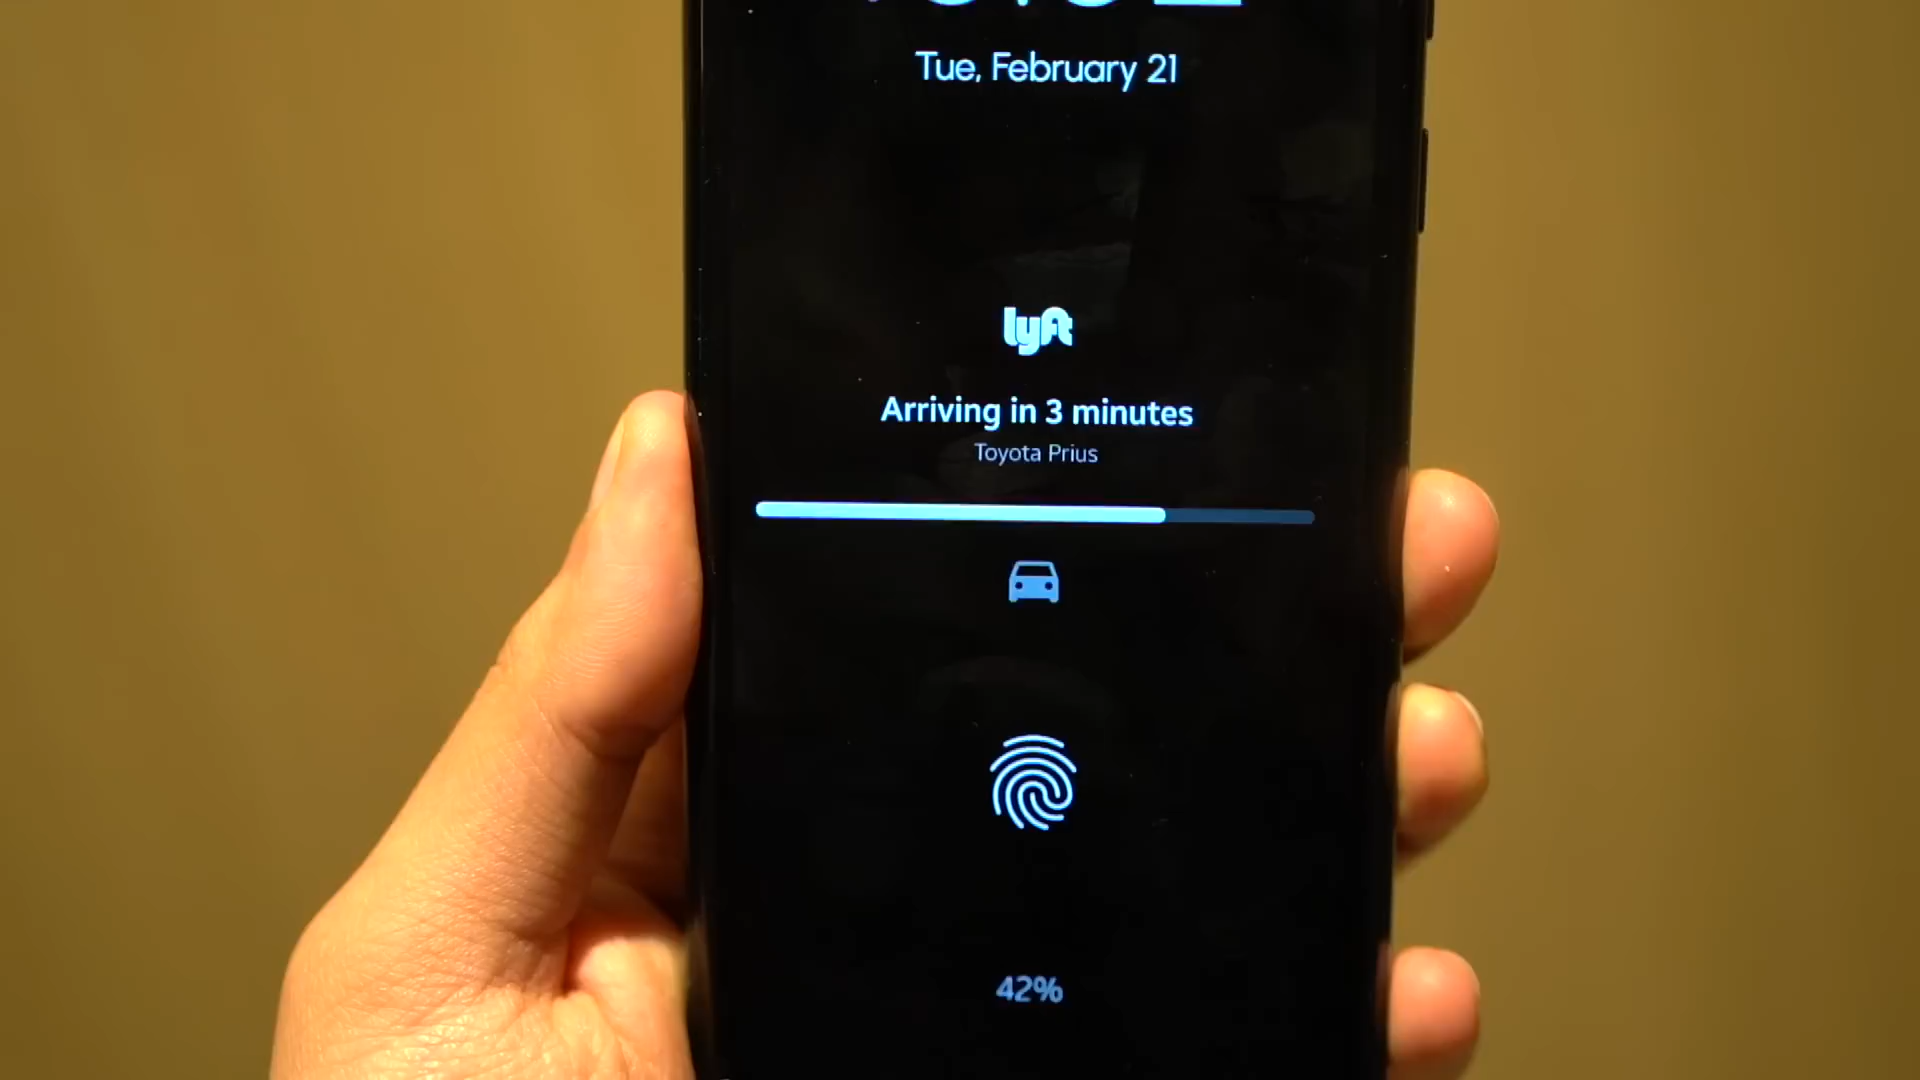 Tue, February 21
lyft
Arriving in 3 minutes
Toyota Prius
42%